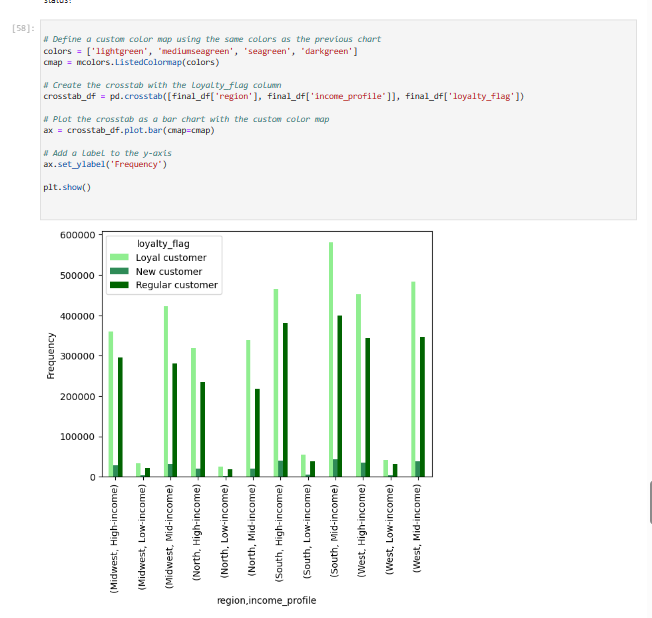 status?
[58]:
# Define a custom color map using the same colors as the previous chart
colors = ['lightgreen', 'mediumseagreen', 'seagreen', 'darkgreen']
cmap = mcolors.ListedColormap(colors)
# Create the crosstab with the loyalty_flag column
crosstab_df = pd.crosstab([final_df['region'], final_df['income_profile']], final_df['loyalty_flag'])
# Plot the crosstab as a bar chart with the custom color map
ax = crosstab_df.plot.bar(cmap=cmap)
# Add a label to the y-axis
ax.set_ylabel('Frequency')
plt.show()
600000
500000
400000
300000
200000
100000
0
Frequency
loyalty_flag
Loyal customer
New customer
Regular customer
(Midwest, High-income)
(Midwest, Low-income)
(Midwest, Mid-income)
(North, High-income)
(North, Low-income)
(North, Mid-income)
(South, High-income)
(South, Low-income)
(South, Mid-income)
(West, High-income)
(West, Low-income)
(West, Mid-income)
region,income_profile